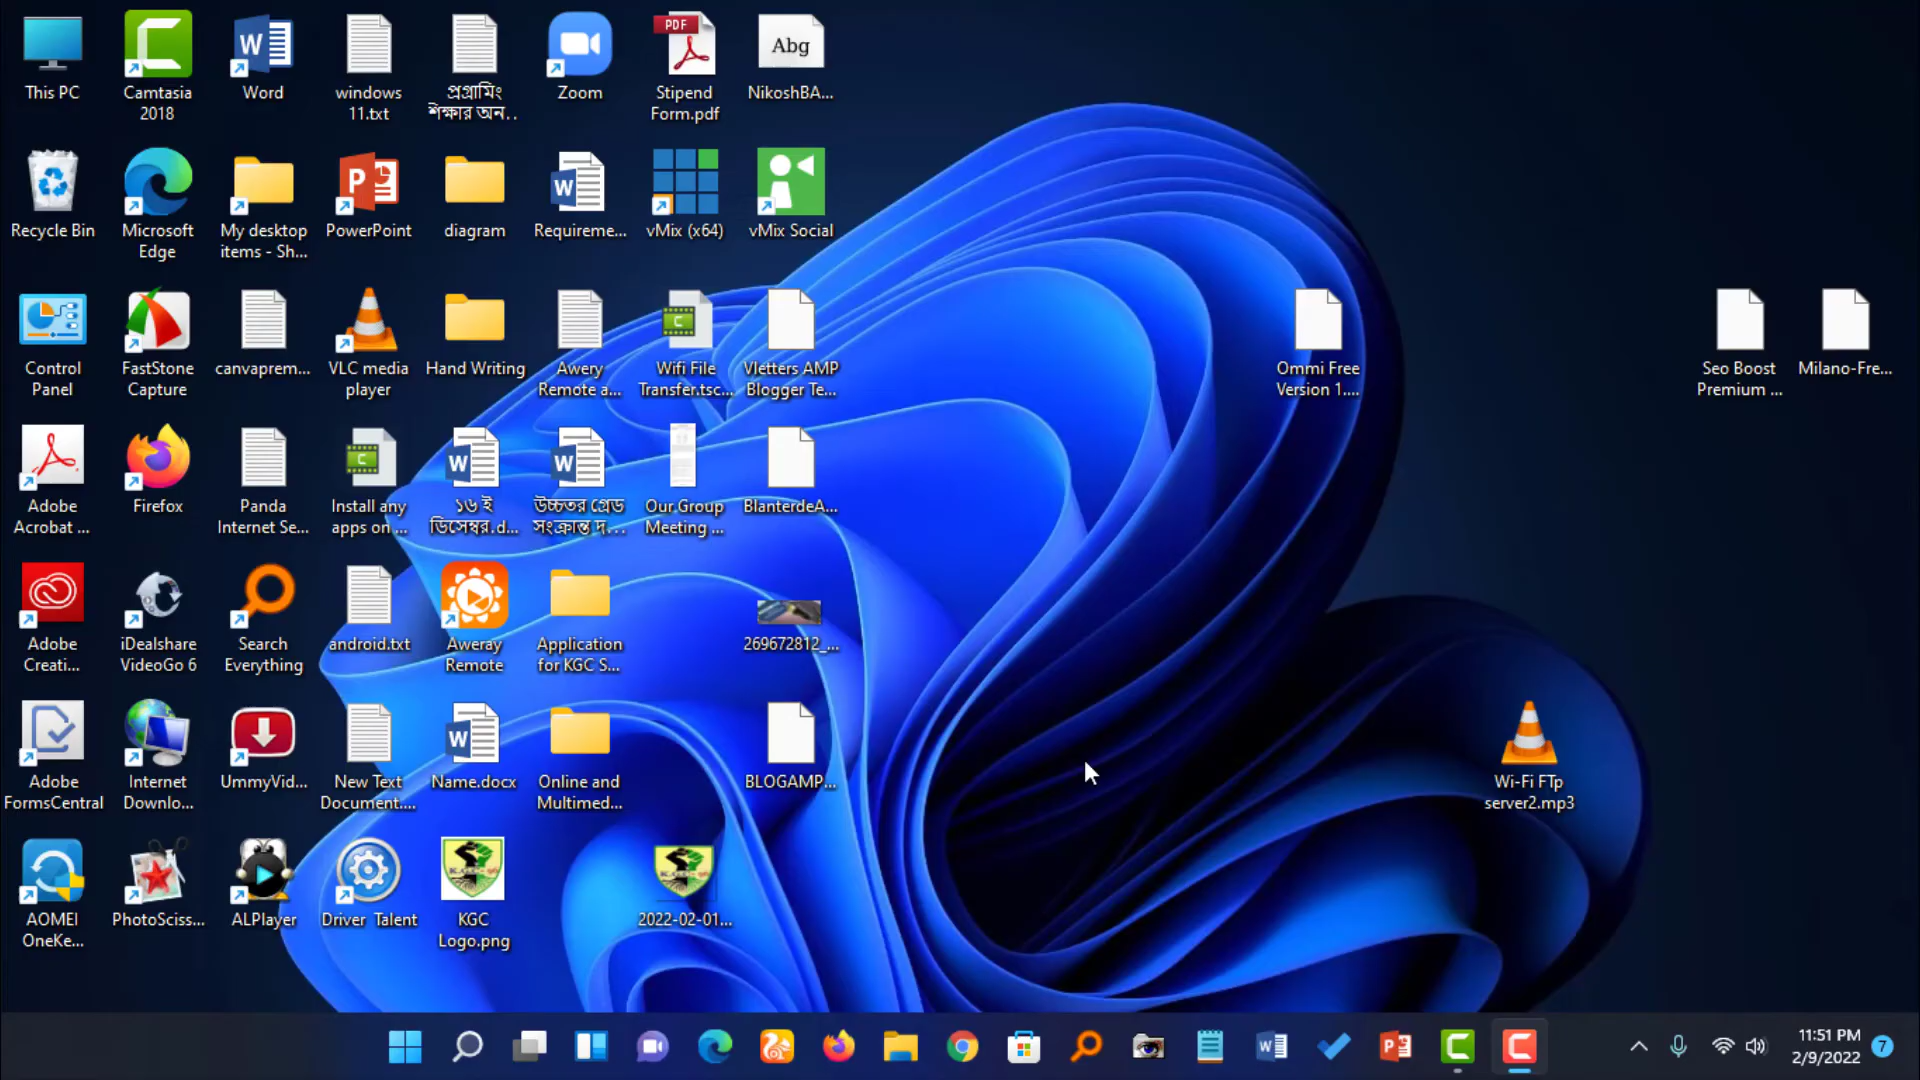 This PC
Camtasia
2018
Word
windows
11.txt
প্রগ্রামিং
শিক্ষার অন...
Zoom
PDF
Stipend
Form.pdf
Abg
NikoshBA...
Recycle Bin
Microsoft
Edge
My desktop
items - Sh...
PowerPoint
diagram
Requireme...
vMix (x64)
vMix Social
Control
Panel
FastStone
Capture
canvaprem...
VLC media
player
Hand Writing
Awery
Remote a...
Wifi File
Transfer.tsc...
Vletters AMP
Blogger Te...
Ommi Free
Version 1....
Seo Boost
Premium ...
Milano-Fre...
Adobe
Acrobat ...
Firefox
Panda
Internet Se...
Install any
apps on ...
১৬ ই
ডিসেম্বর.d...
উচ্চতর গ্রেড
সংক্রান্ত দ...
Our Group
Meeting ...
BlanterdeA...
Adobe
Creati...
iDealshare
VideoGo 6
Search
Everything
android.txt
Aweray
Remote
Application
for KGC S...
269672812_...
Adobe
FormsCentral
Internet
Downlo...
UmmyVid...
New Text
Document....
Name.docx
Online and
Multimed...
BLOGAMP...
Wi-Fi FTp
server2.mp3
AOMEI
OneKe...
PhotoSciss...
ALPlayer
Driver Talent
KGC
Logo.png
2022-02-01...
11:51 PM
2/9/2022
7